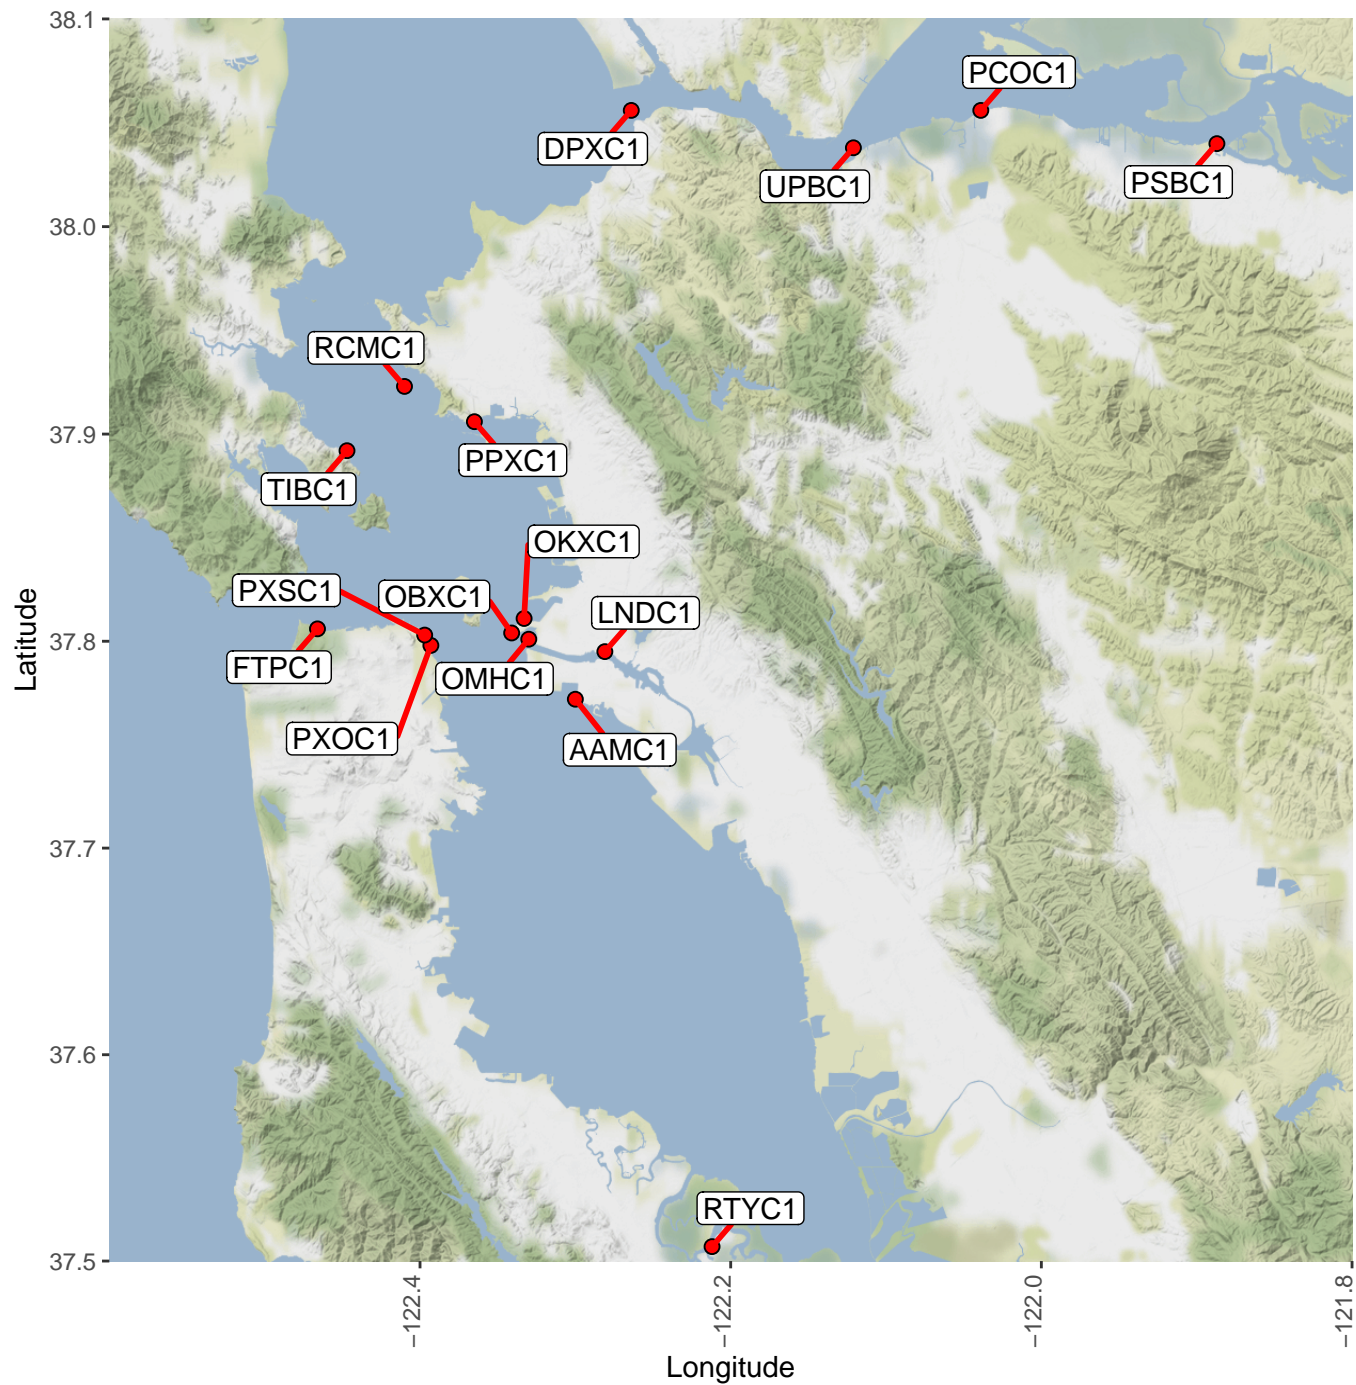 38.1
PCOC1
DPXC1
UPBC1
PSBC1
38.0
RCMC1
37.9
PPXC1
TIBC1
OKXC1
PXSC1
OBXC1
LNDC1
Latitude
37.8
FTPC1
OMHC1
PXOC1
AAMC1
37.7
37.6
RTYC1
37.5
−122.4
−122.2
−122.0
−121.8
Longitude